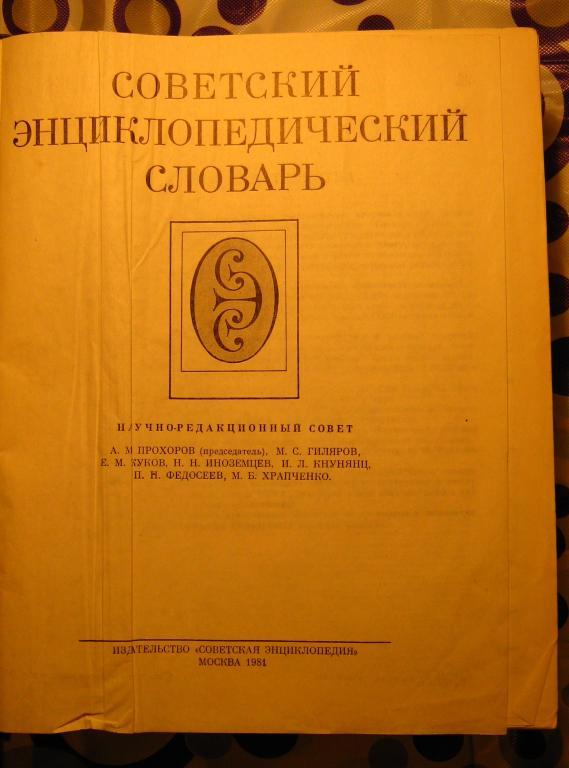 СОВЕТСКИЙ
ЭНЦИКЛОПЕДИЧЕСКИЙ
СЛОВАРЬ
НАУЧНО-РЕДАКЦИОННЫЙ СОВЕТ
А. М. ПРОХОРОВ (председатель), М. С. ГИЛЯРОВ,
Е. М. ЖУКОВ, Н. Н. ИНОЗЕМЦЕВ, И. Л. КНУНЯНЦ,
П. Н. ФЕДОСЕЕВ, М. Б. ХРАПЧЕНКО.
ИЗДАТЕЛЬСТВО «СОВЕТСКАЯ ЭНЦИКЛОПЕДИЯ»
МОСКВА 1981